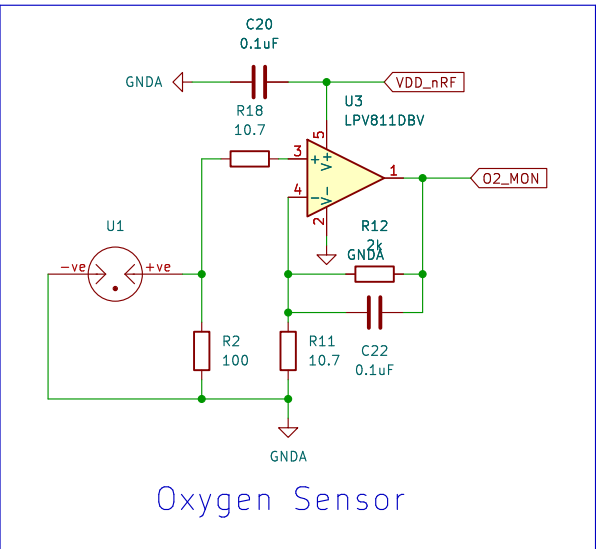 C20
0.1uF
GNDA
VDD_nRF
R18
10.7
U3
LPV811DBV
3
+
5
V+
1
O2_MON
4
-
V-
2
R12
2k
GNDA
U1
-ve
+ve
R2
100
R11
10.7
C22
0.1uF
GNDA
Oxygen Sensor